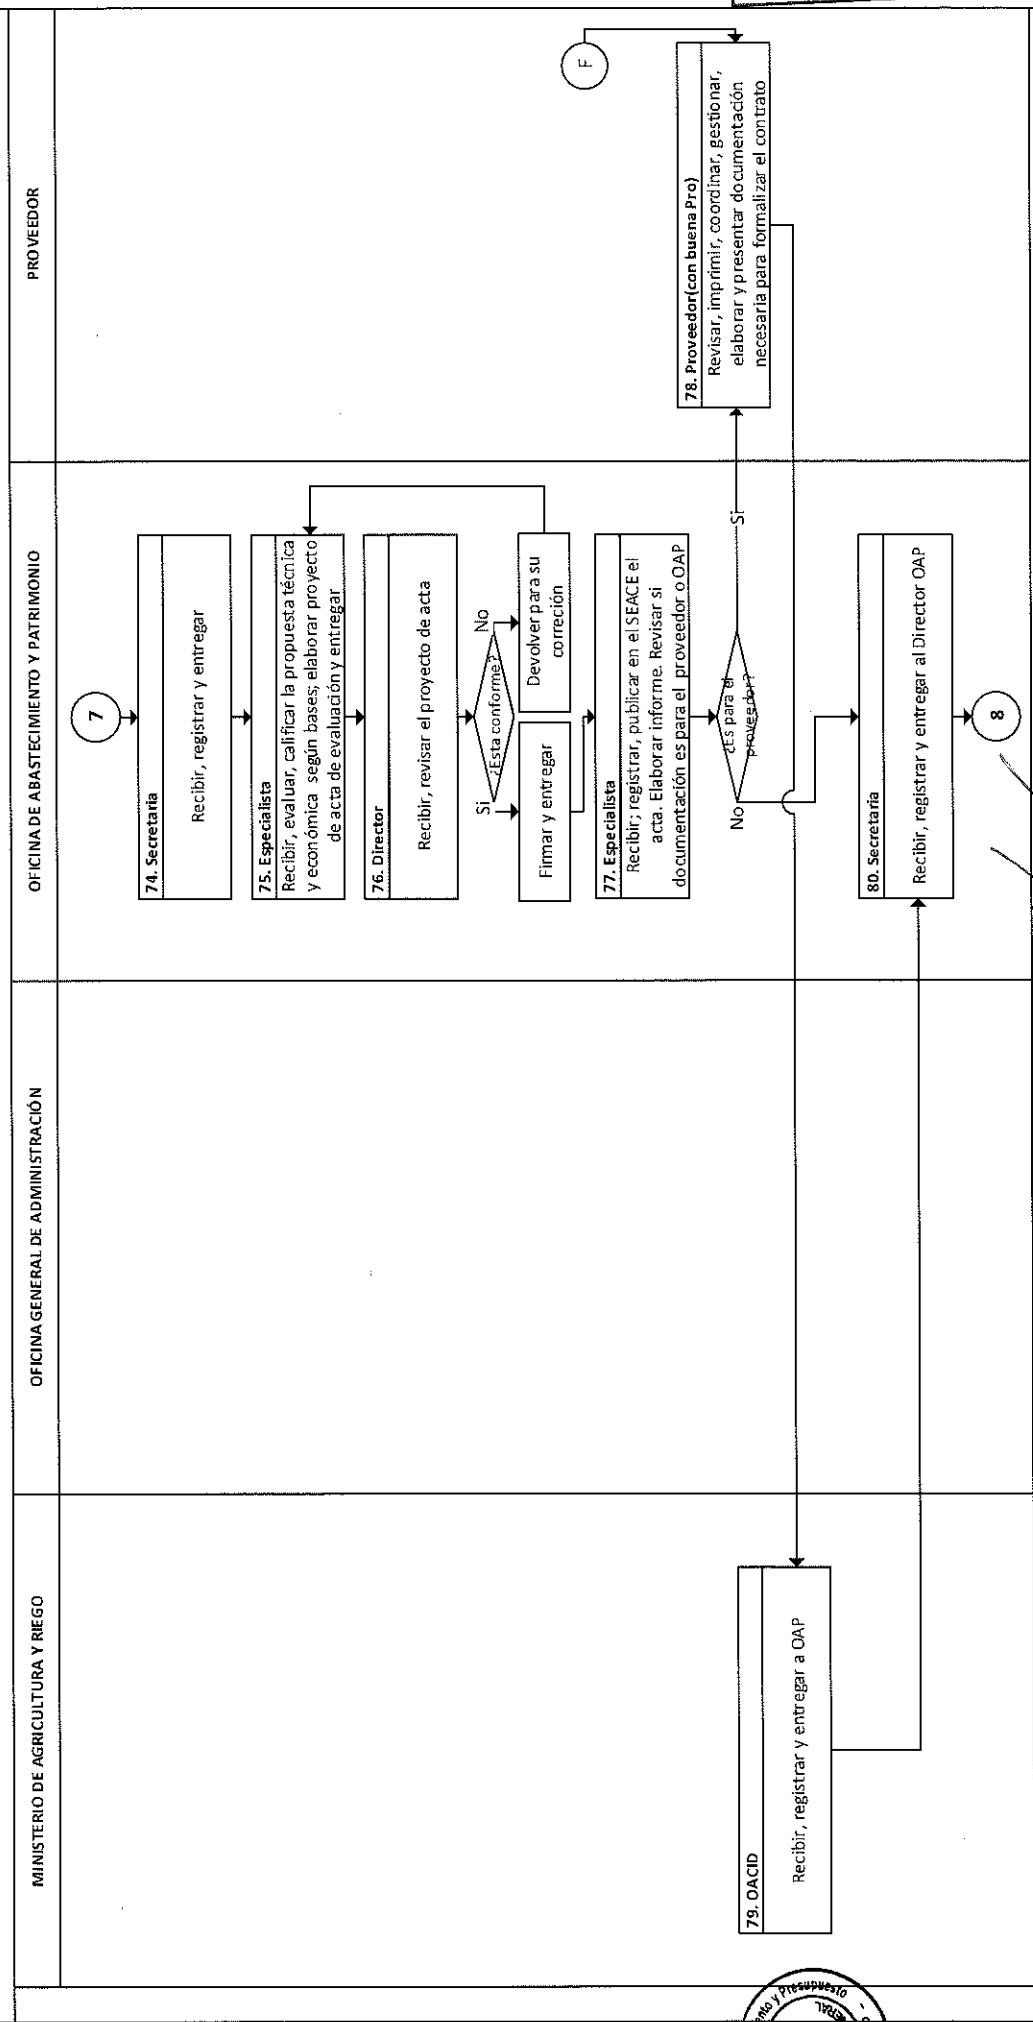 MINISTERIO DE AGRICULTURA Y RIEGO
OFICINA GENERAL DE ADMINISTRACIÓN
OFICINA DE ABASTECIMIENTO Y PATRIMONIO
PROVEEDOR
7
74. Secretaria
Recibir, registrar y entregar
75. Especialista
Recibir, evaluar, calificar la propuesta técnica
y económica según bases; elaborar proyecto
de acta de evaluación y entregar
76. Director
Recibir, revisar el proyecto de acta
¿Esta conforme?
Si
No
Firmar y entregar
Devolver para su
correción
77. Especialista
Recibir; registrar, publicar en el SEACE el
acta. Elaborar informe. Revisar si
documentación es para el proveedor o OAP
¿Es para el
proveedor?
No
Si
F
78. Proveedor(con buena Pro)
Revisar, imprimir, coordinar, gestionar,
elaborar y presentar documentación
necesaria para formalizar el contrato
79. OACID
Recibir, registrar y entregar a OAP
80. Secretaria
Recibir, registrar y entregar al Director OAP
8
y Presupuesto